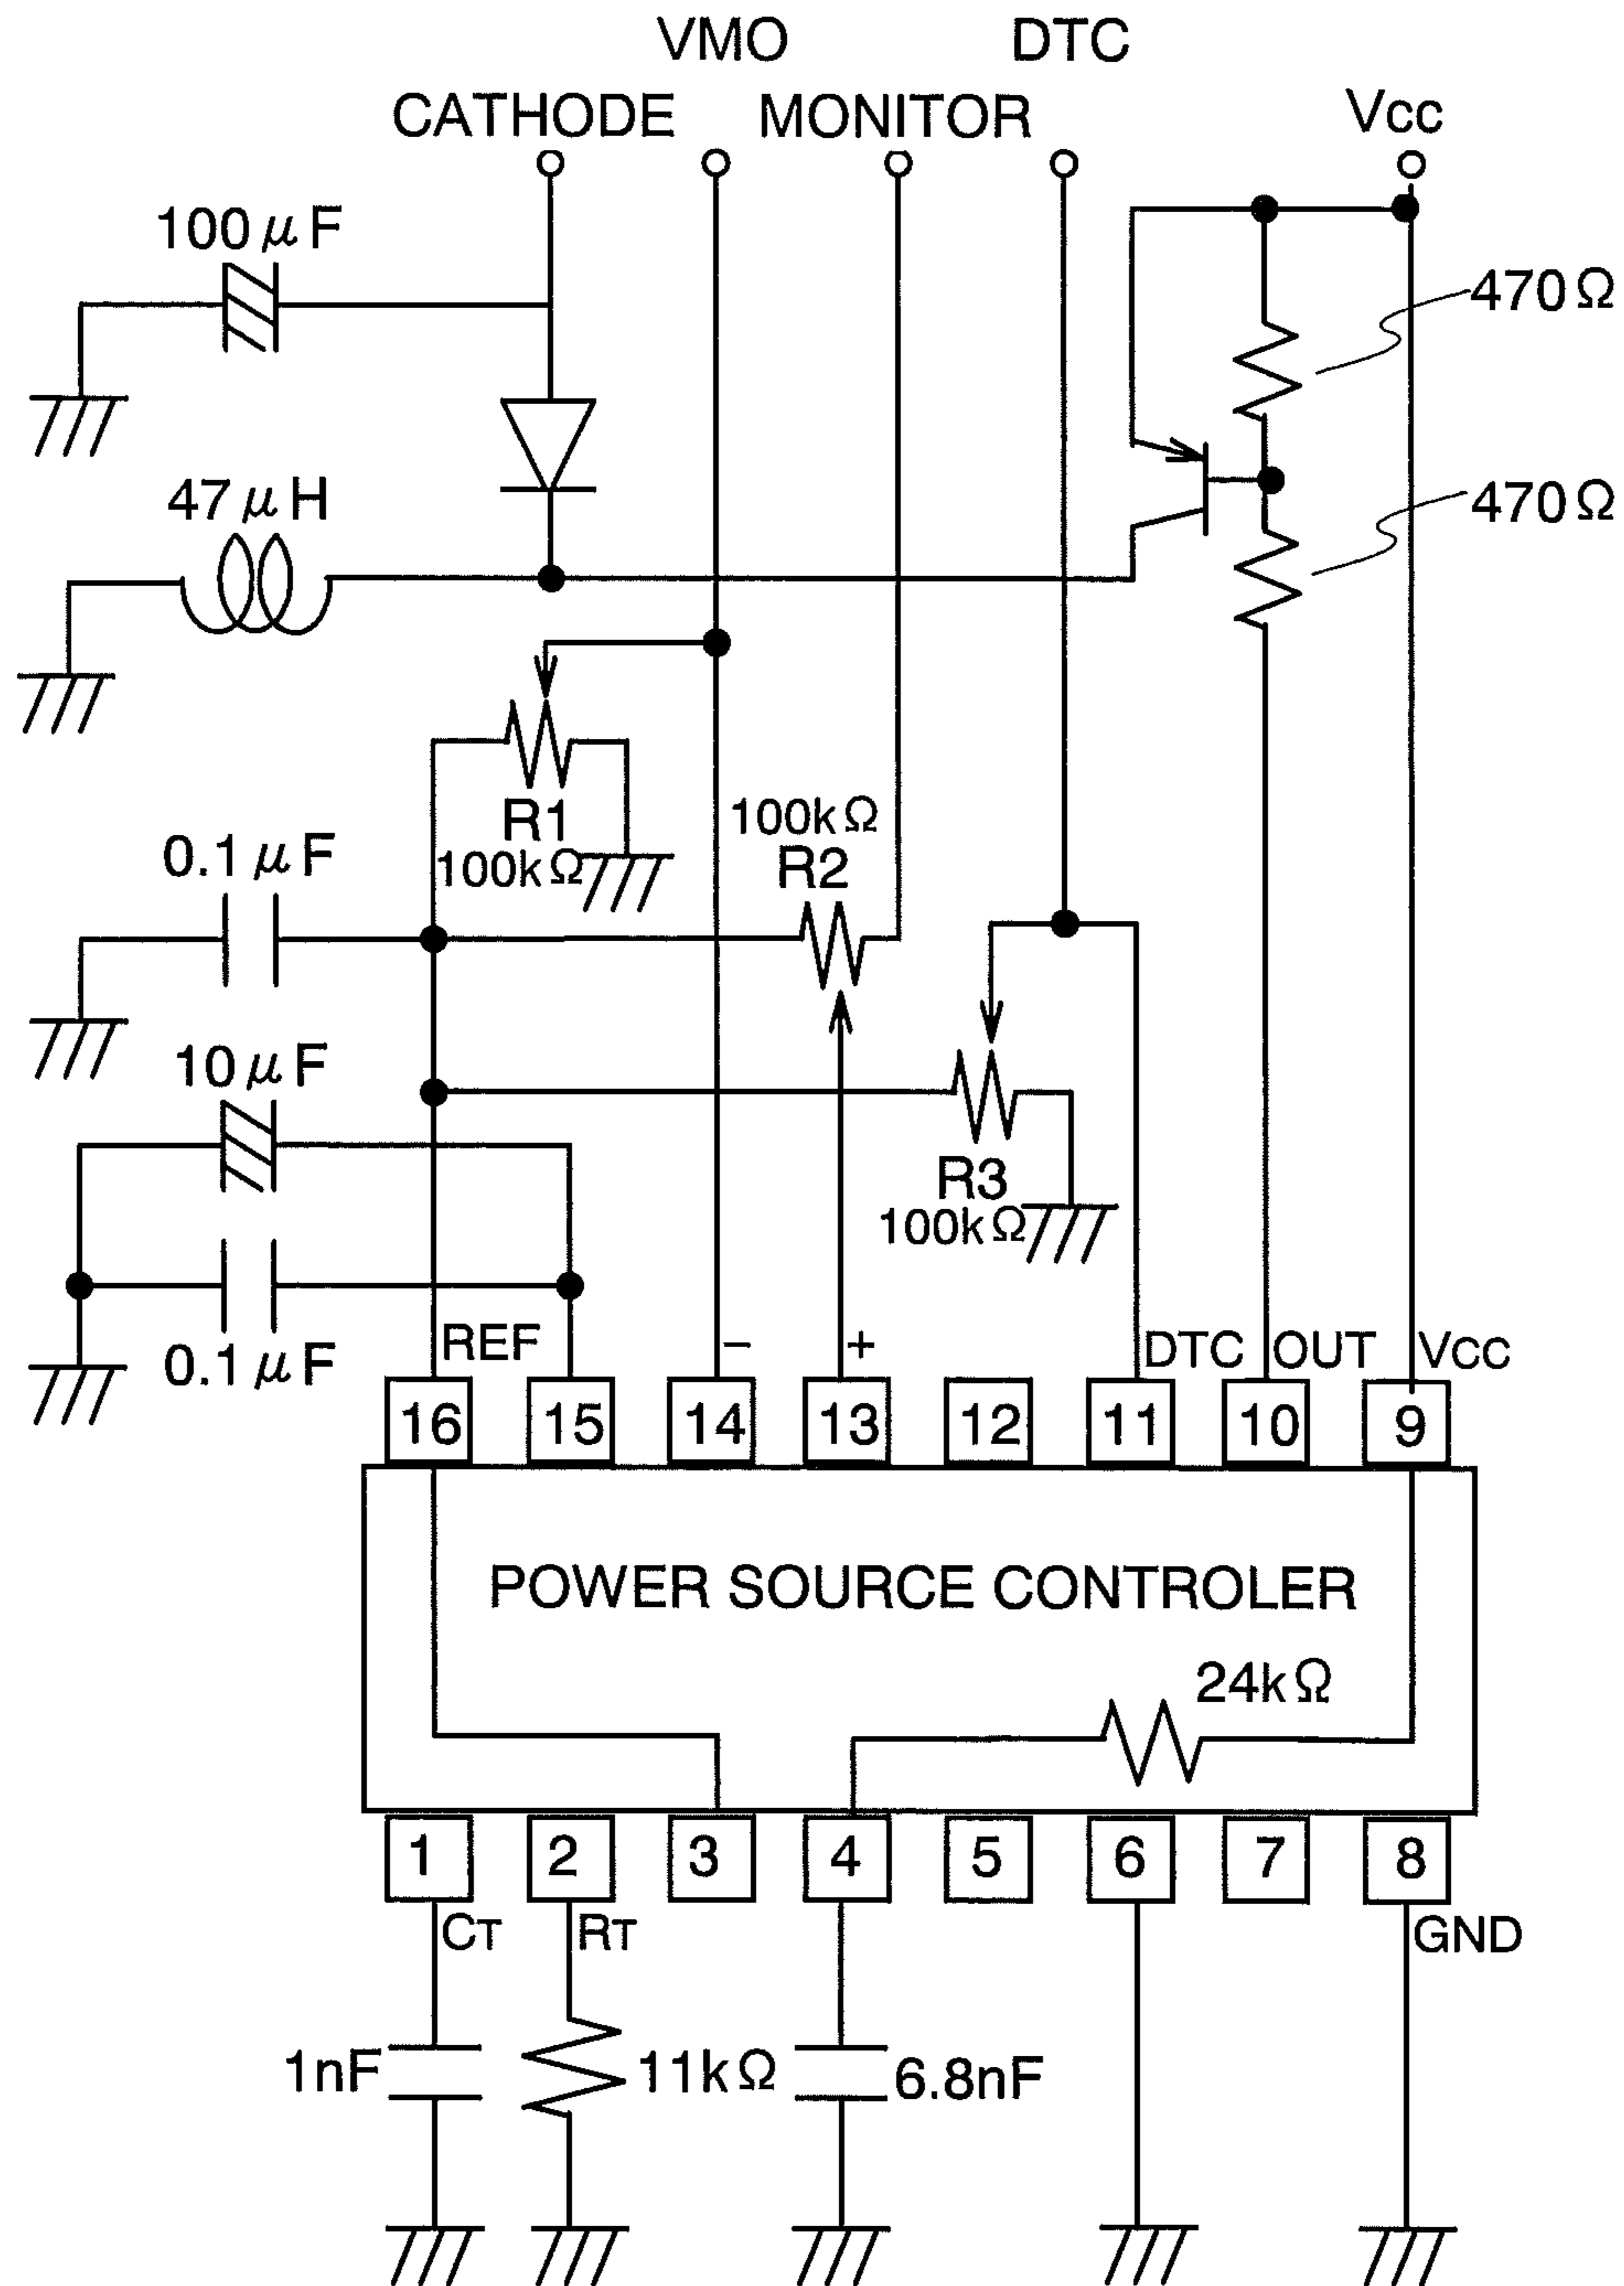 VMO
DTC
CATHODE
MONITOR
Vcc
100μF
470Ω
47μH
470Ω
R1
100kΩ
100kΩ
R2
0.1μF
10μF
R3
100kΩ
0.1μF
REF
−
+
DTC
OUT
Vcc
16
15
14
13
12
11
10
9
POWER SOURCE CONTROLER
24kΩ
1
2
3
4
5
6
7
8
CT
RT
GND
1nF
11kΩ
6.8nF